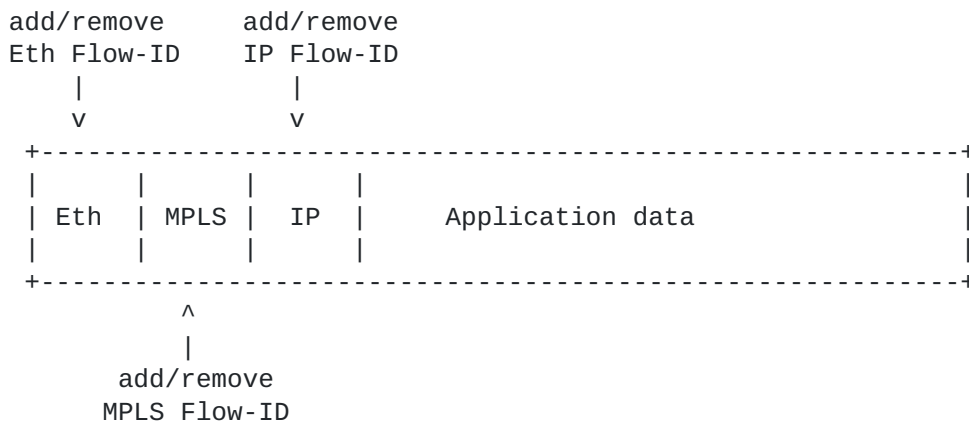 add/remove     add/remove
Eth Flow-ID    IP Flow-ID
Eth MPLS IP Application data
add/remove
MPLS Flow-ID